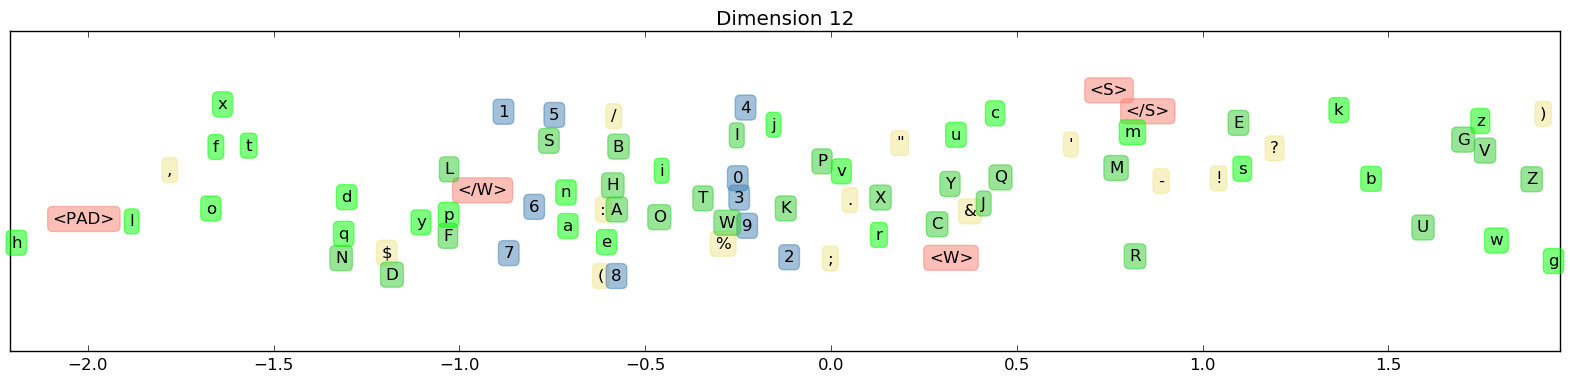 Dimension 12
<S>
x 1 5 / 4 c </S> k )
j E z
f t S B I " u ' m ? G V
, L i P v M s
0 Y Q - ! b Z
d </W> n H T 3 . X
o 6 : A K & J
<PAD> l y p a O W 9 C U
h q F e % r w
N $ 7 2 ; <W> R g
D ( 8
−2.0 −1.5 −1.0 −0.5 0.0 0.5 1.0 1.5